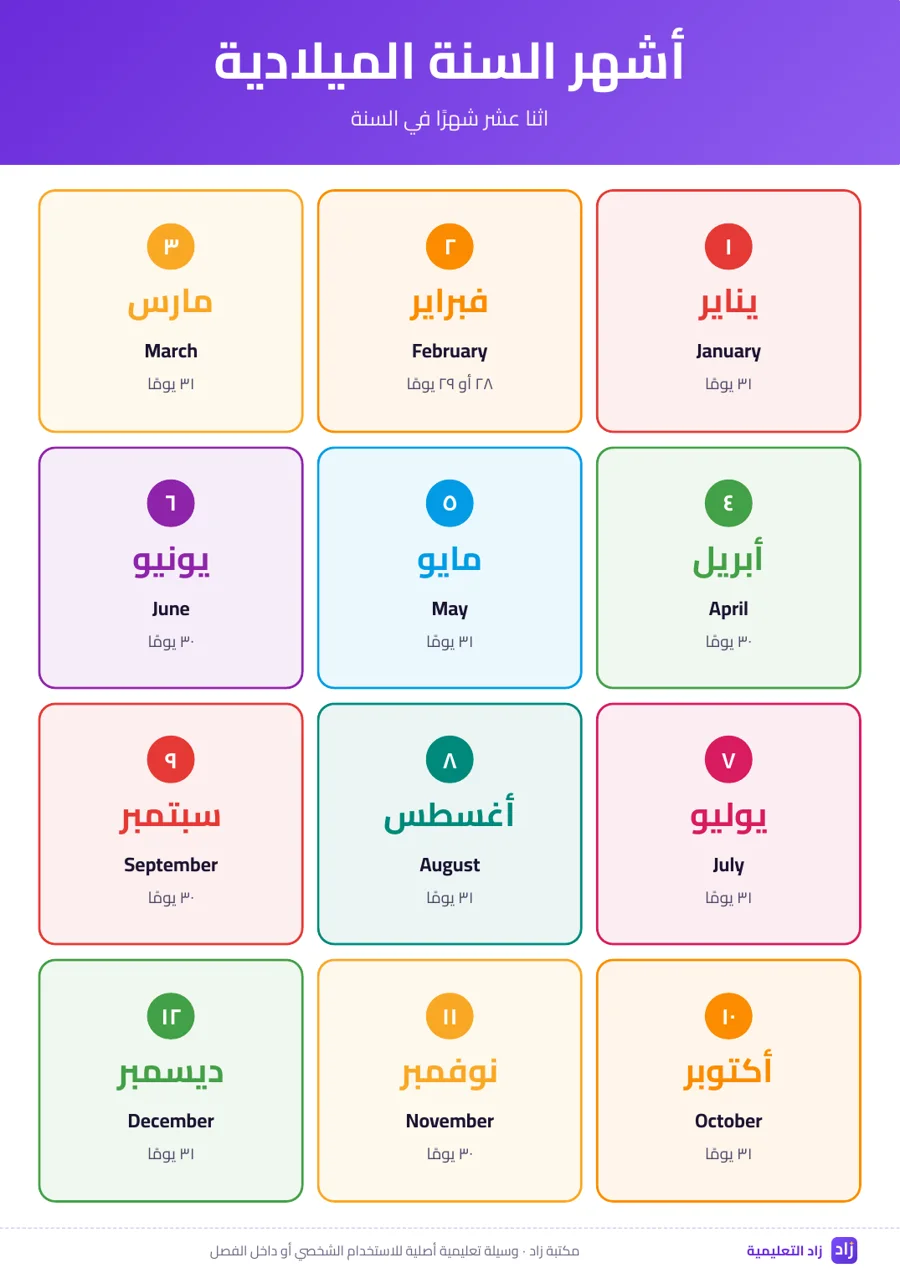 أشهر السنة الميلادية
اثنا عشر شهرًا في السنة
١
يناير
January
٣١ يومًا
٢
فبراير
February
٢٨ أو ٢٩ يومًا
٣
مارس
March
٣١ يومًا
٤
أبريل
April
٣٠ يومًا
٥
مايو
May
٣١ يومًا
٦
يونيو
June
٣٠ يومًا
٧
يوليو
July
٣١ يومًا
٨
أغسطس
August
٣١ يومًا
٩
سبتمبر
September
٣٠ يومًا
١٠
أكتوبر
October
٣١ يومًا
١١
نوفمبر
November
٣٠ يومًا
١٢
ديسمبر
December
٣١ يومًا
زاد
زاد التعليمية
مكتبة زاد · وسيلة تعليمية أصلية للاستخدام الشخصي أو داخل الفصل